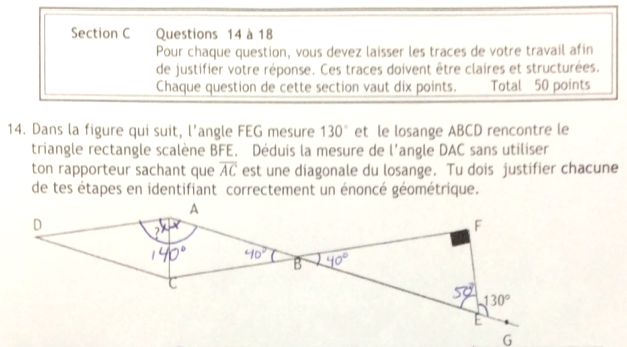 Section C Questions 14 à 18
Pour chaque question, vous devez laisser les traces de votre travail afin
de justifier votre réponse. Ces traces doivent être claires et structurées.
Chaque question de cette section vaut dix points. Total 50 points
14. Dans la figure qui suit, l'angle FEG mesure 130° et le losange ABCD rencontre le
triangle rectangle scalène BFE. Déduis la mesure de l'angle DAC sans utiliser
ton rapporteur sachant que AC est une diagonale du losange. Tu dois justifier chacune
de tes étapes en identifiant correctement un énoncé géométrique.
A
D
F
? x x
140°
40°
B
40°
C
50°
130°
E
G